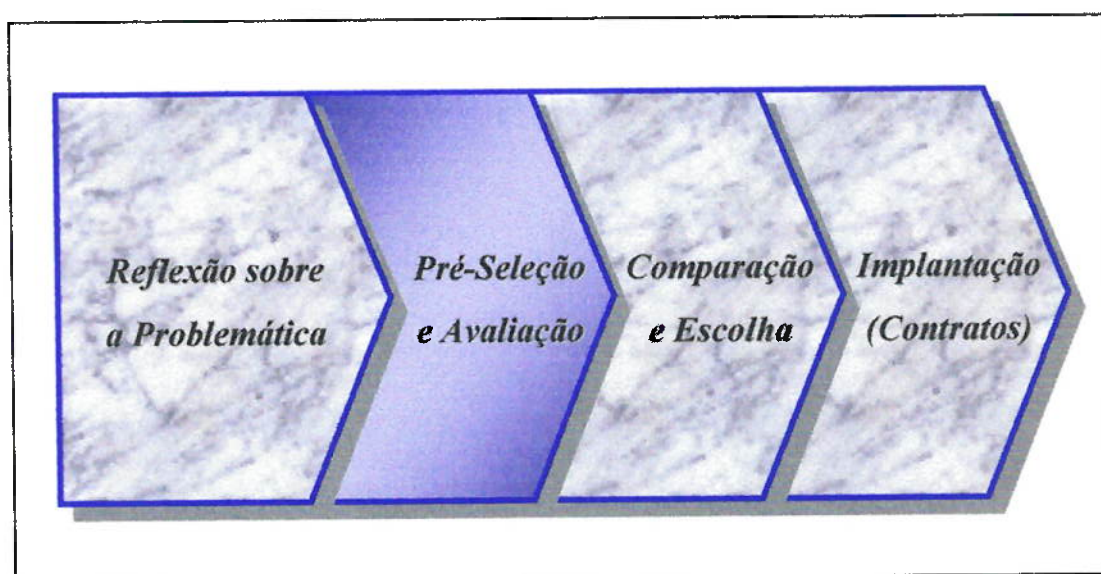 Reflexão sobre
a Problemática
Pré-Seleção
e Avaliação
Comparação
e Escolha
Implantação
(Contratos)